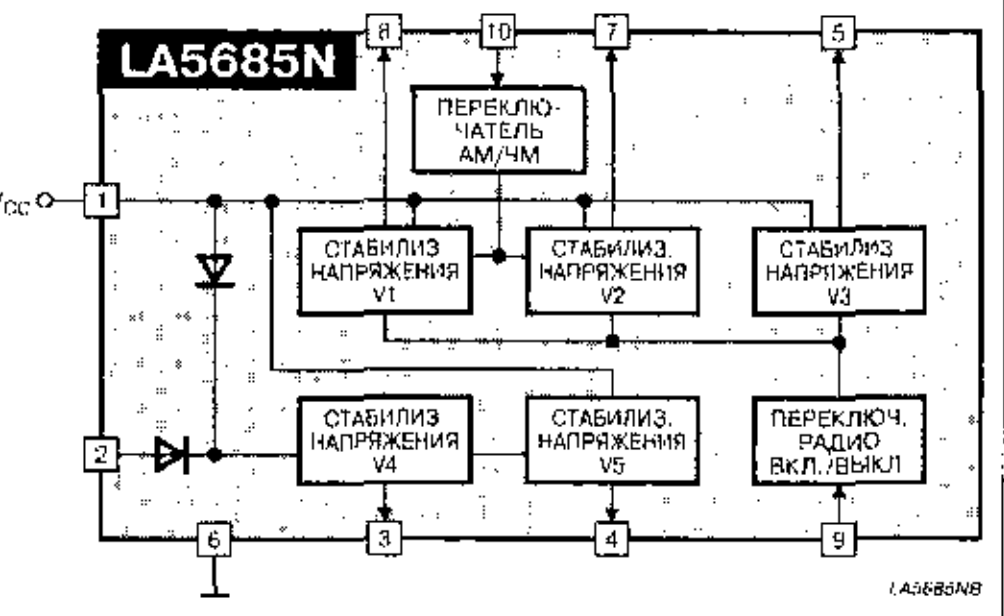 8 10 7 5
LA5685N
ПЕРЕКЛЮ-
ЧАТЕЛЬ
АМ/ЧМ
VCC 1
СТАБИЛИЗ.
НАПРЯЖЕНИЯ
V1
СТАБИЛИЗ.
НАПРЯЖЕНИЯ
V2
СТАБИЛИЗ.
НАПРЯЖЕНИЯ
V3
2
СТАБИЛИЗ.
НАПРЯЖЕНИЯ
V4
СТАБИЛИЗ.
НАПРЯЖЕНИЯ
V5
ПЕРЕКЛЮЧ.
РАДИО
ВКЛ./ВЫКЛ
6 3 4 9
LA5685NB